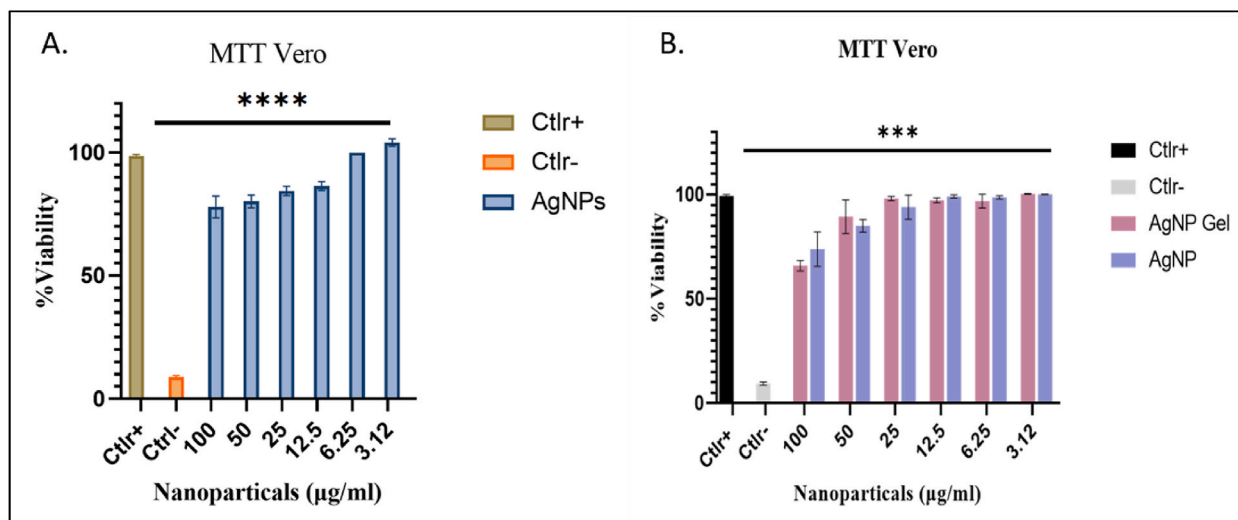 A.
MTT Vero
****
%Viability
100
50
0
Ctlr+
Ctrl-
100
50
25
12.5
6.25
3.12
Nanoparticals (µg/ml)
Ctlr+
Ctlr-
AgNPs
B.
MTT Vero
***
% Viability
100
50
0
Ctlr+
Ctlr-
100
50
25
12.5
6.25
3.12
Nanoparticals (µg/ml)
Ctlr+
Ctlr-
AgNP Gel
AgNP